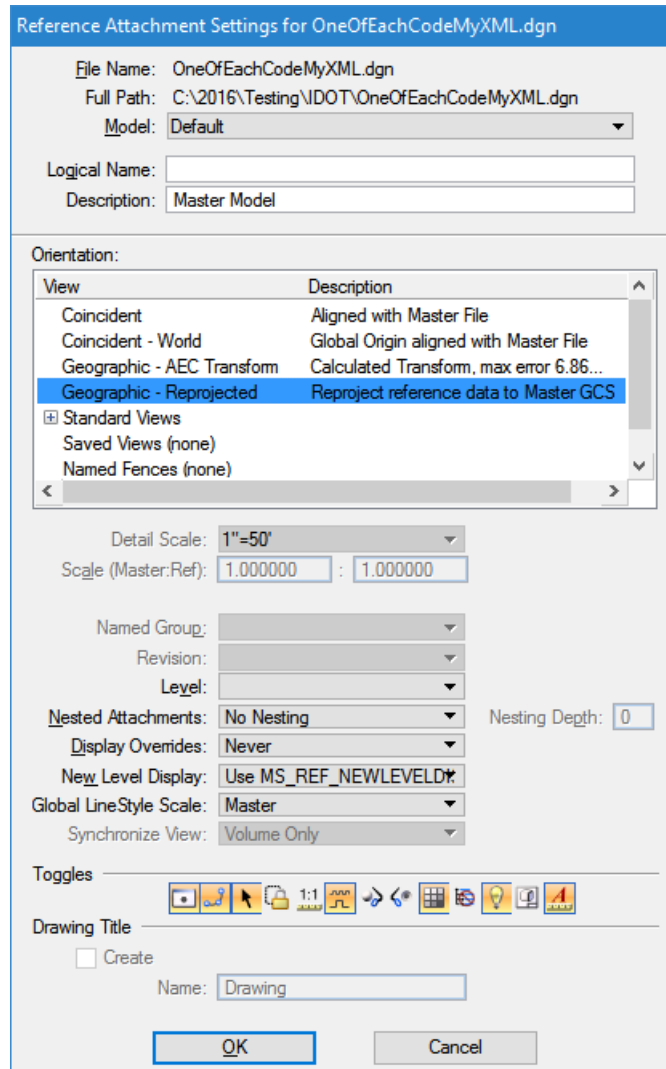 Reference Attachment Settings for OneOfEachCodeMyXML.dgn
File Name: OneOfEachCodeMyXML.dgn
Full Path: C:\2016\Testing\IDOT\OneOfEachCodeMyXML.dgn
Model: Default
Logical Name:
Description: Master Model
Orientation:
View Description
Coincident Aligned with Master File
Coincident - World Global Origin aligned with Master File
Geographic - AEC Transform Calculated Transform, max error 6.86...
Geographic - Reprojected Reproject reference data to Master GCS
Standard Views
Saved Views (none)
Named Fences (none)
Detail Scale: 1"=50'
Scale (Master:Ref): 1.000000 : 1.000000
Named Group:
Revision:
Level:
Nested Attachments: No Nesting Nesting Depth: 0
Display Overrides: Never
New Level Display: Use MS_REF_NEWLEVELDI
Global LineStyle Scale: Master
Synchronize View: Volume Only
Toggles
1:1 A
Drawing Title
Create
Name: Drawing
OK Cancel